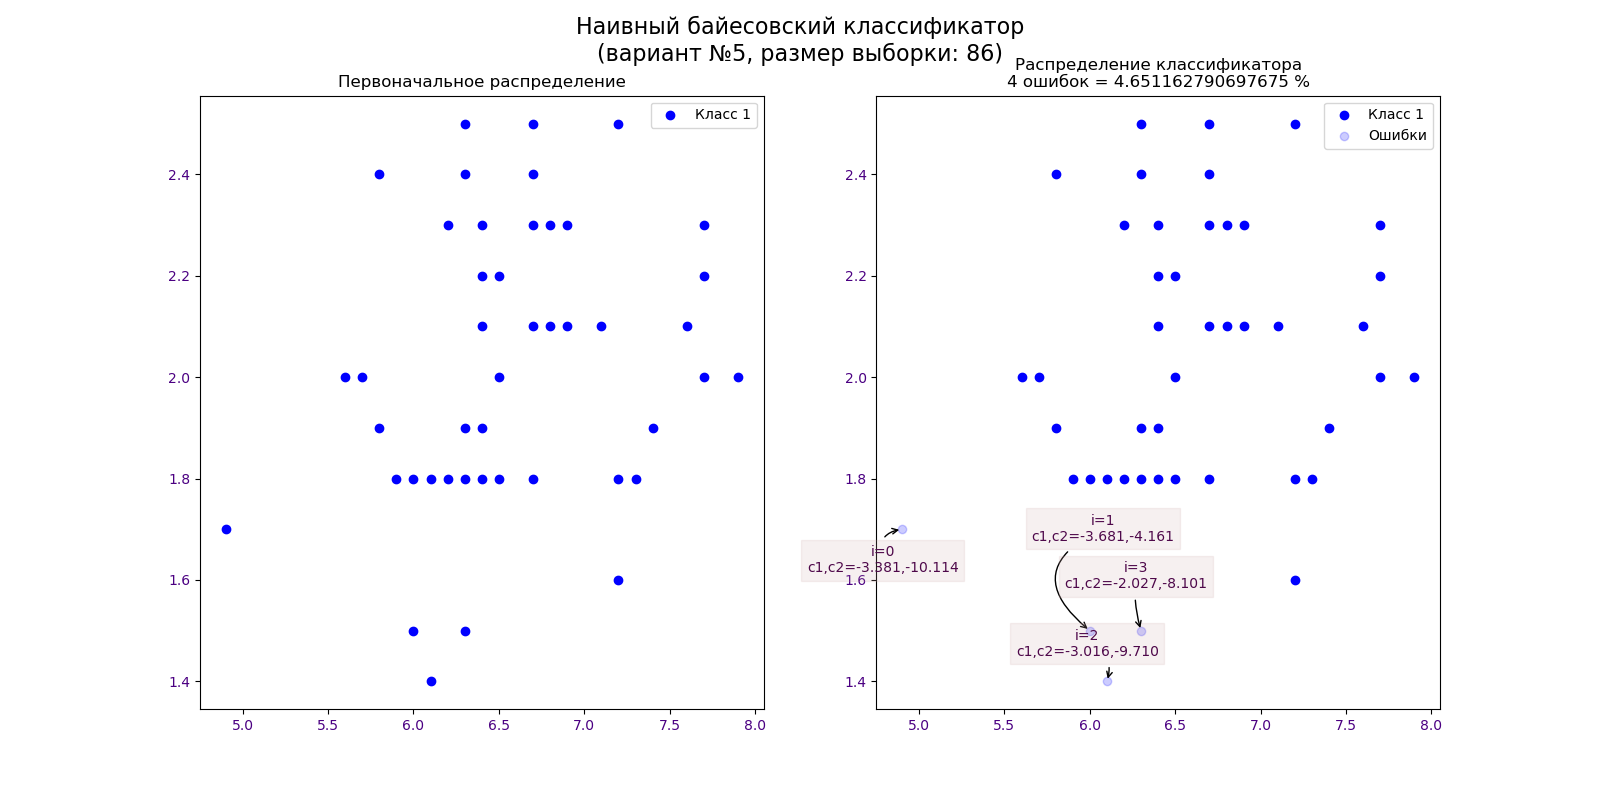 Наивный байесовский классификатор
(вариант №5, размер выборки: 86)
Первоначальное распределение
Класс 1
2.4
2.2
2.0
1.8
1.6
1.4
5.0 5.5 6.0 6.5 7.0 7.5 8.0
Распределение классификатора
4 ошибок = 4.651162790697675 %
Класс 1
Ошибки
2.4
2.2
2.0
1.8
1.6
1.4
i=0
c1,c2=-3.381,-10.114
i=1
c1,c2=-3.681,-4.161
i=3
c1,c2=-2.027,-8.101
i=2
c1,c2=-3.016,-9.710
5.0 5.5 6.0 6.5 7.0 7.5 8.0